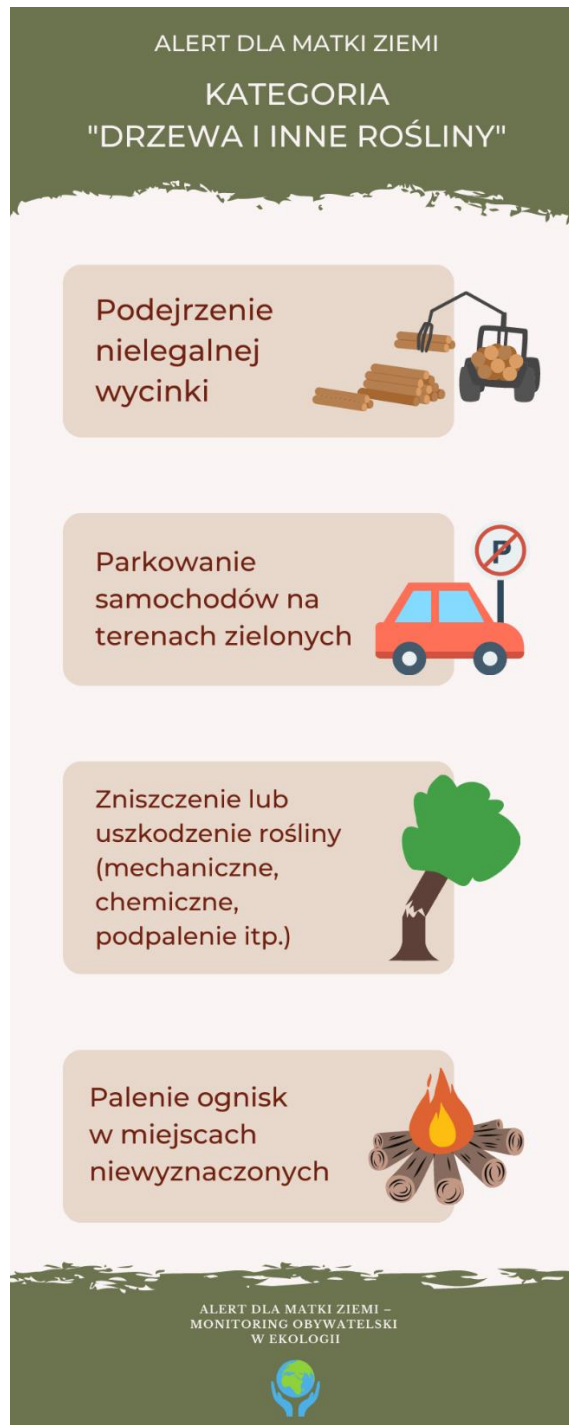 ALERT DLA MATKI ZIEMI
KATEGORIA
"DRZEWA I INNE ROŚLINY"
Podejrzenie
nielegalnej
wycinki
Parkowanie
samochodów na
terenach zielonych
P
Zniszczenie lub
uszkodzenie rośliny
(mechaniczne,
chemiczne,
podpalenie itp.)
Palenie ognisk
w miejscach
niewyznaczonych
ALERT DLA MATKI ZIEMI –
MONITORING OBYWATELSKI
W EKOLOGII